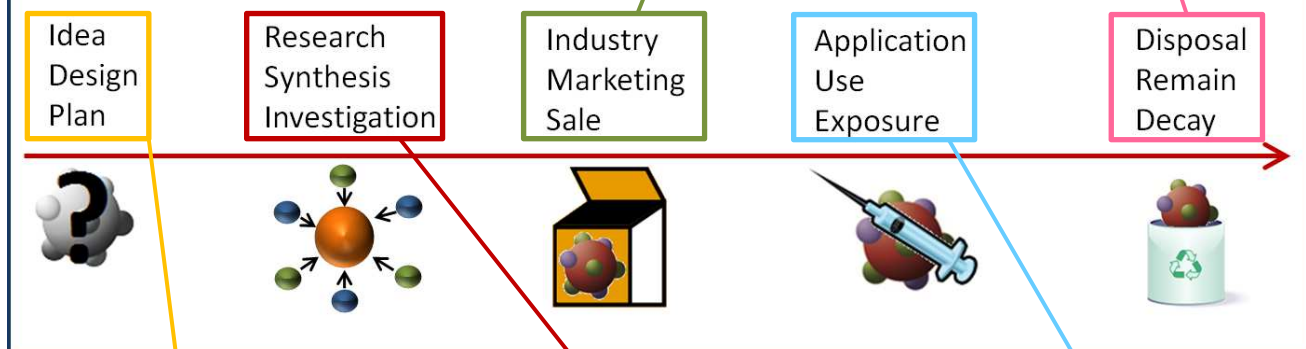 Idea
Design
Plan
Research
Synthesis
Investigation
Industry
Marketing
Sale
Application
Use
Exposure
Disposal
Remain
Decay
?